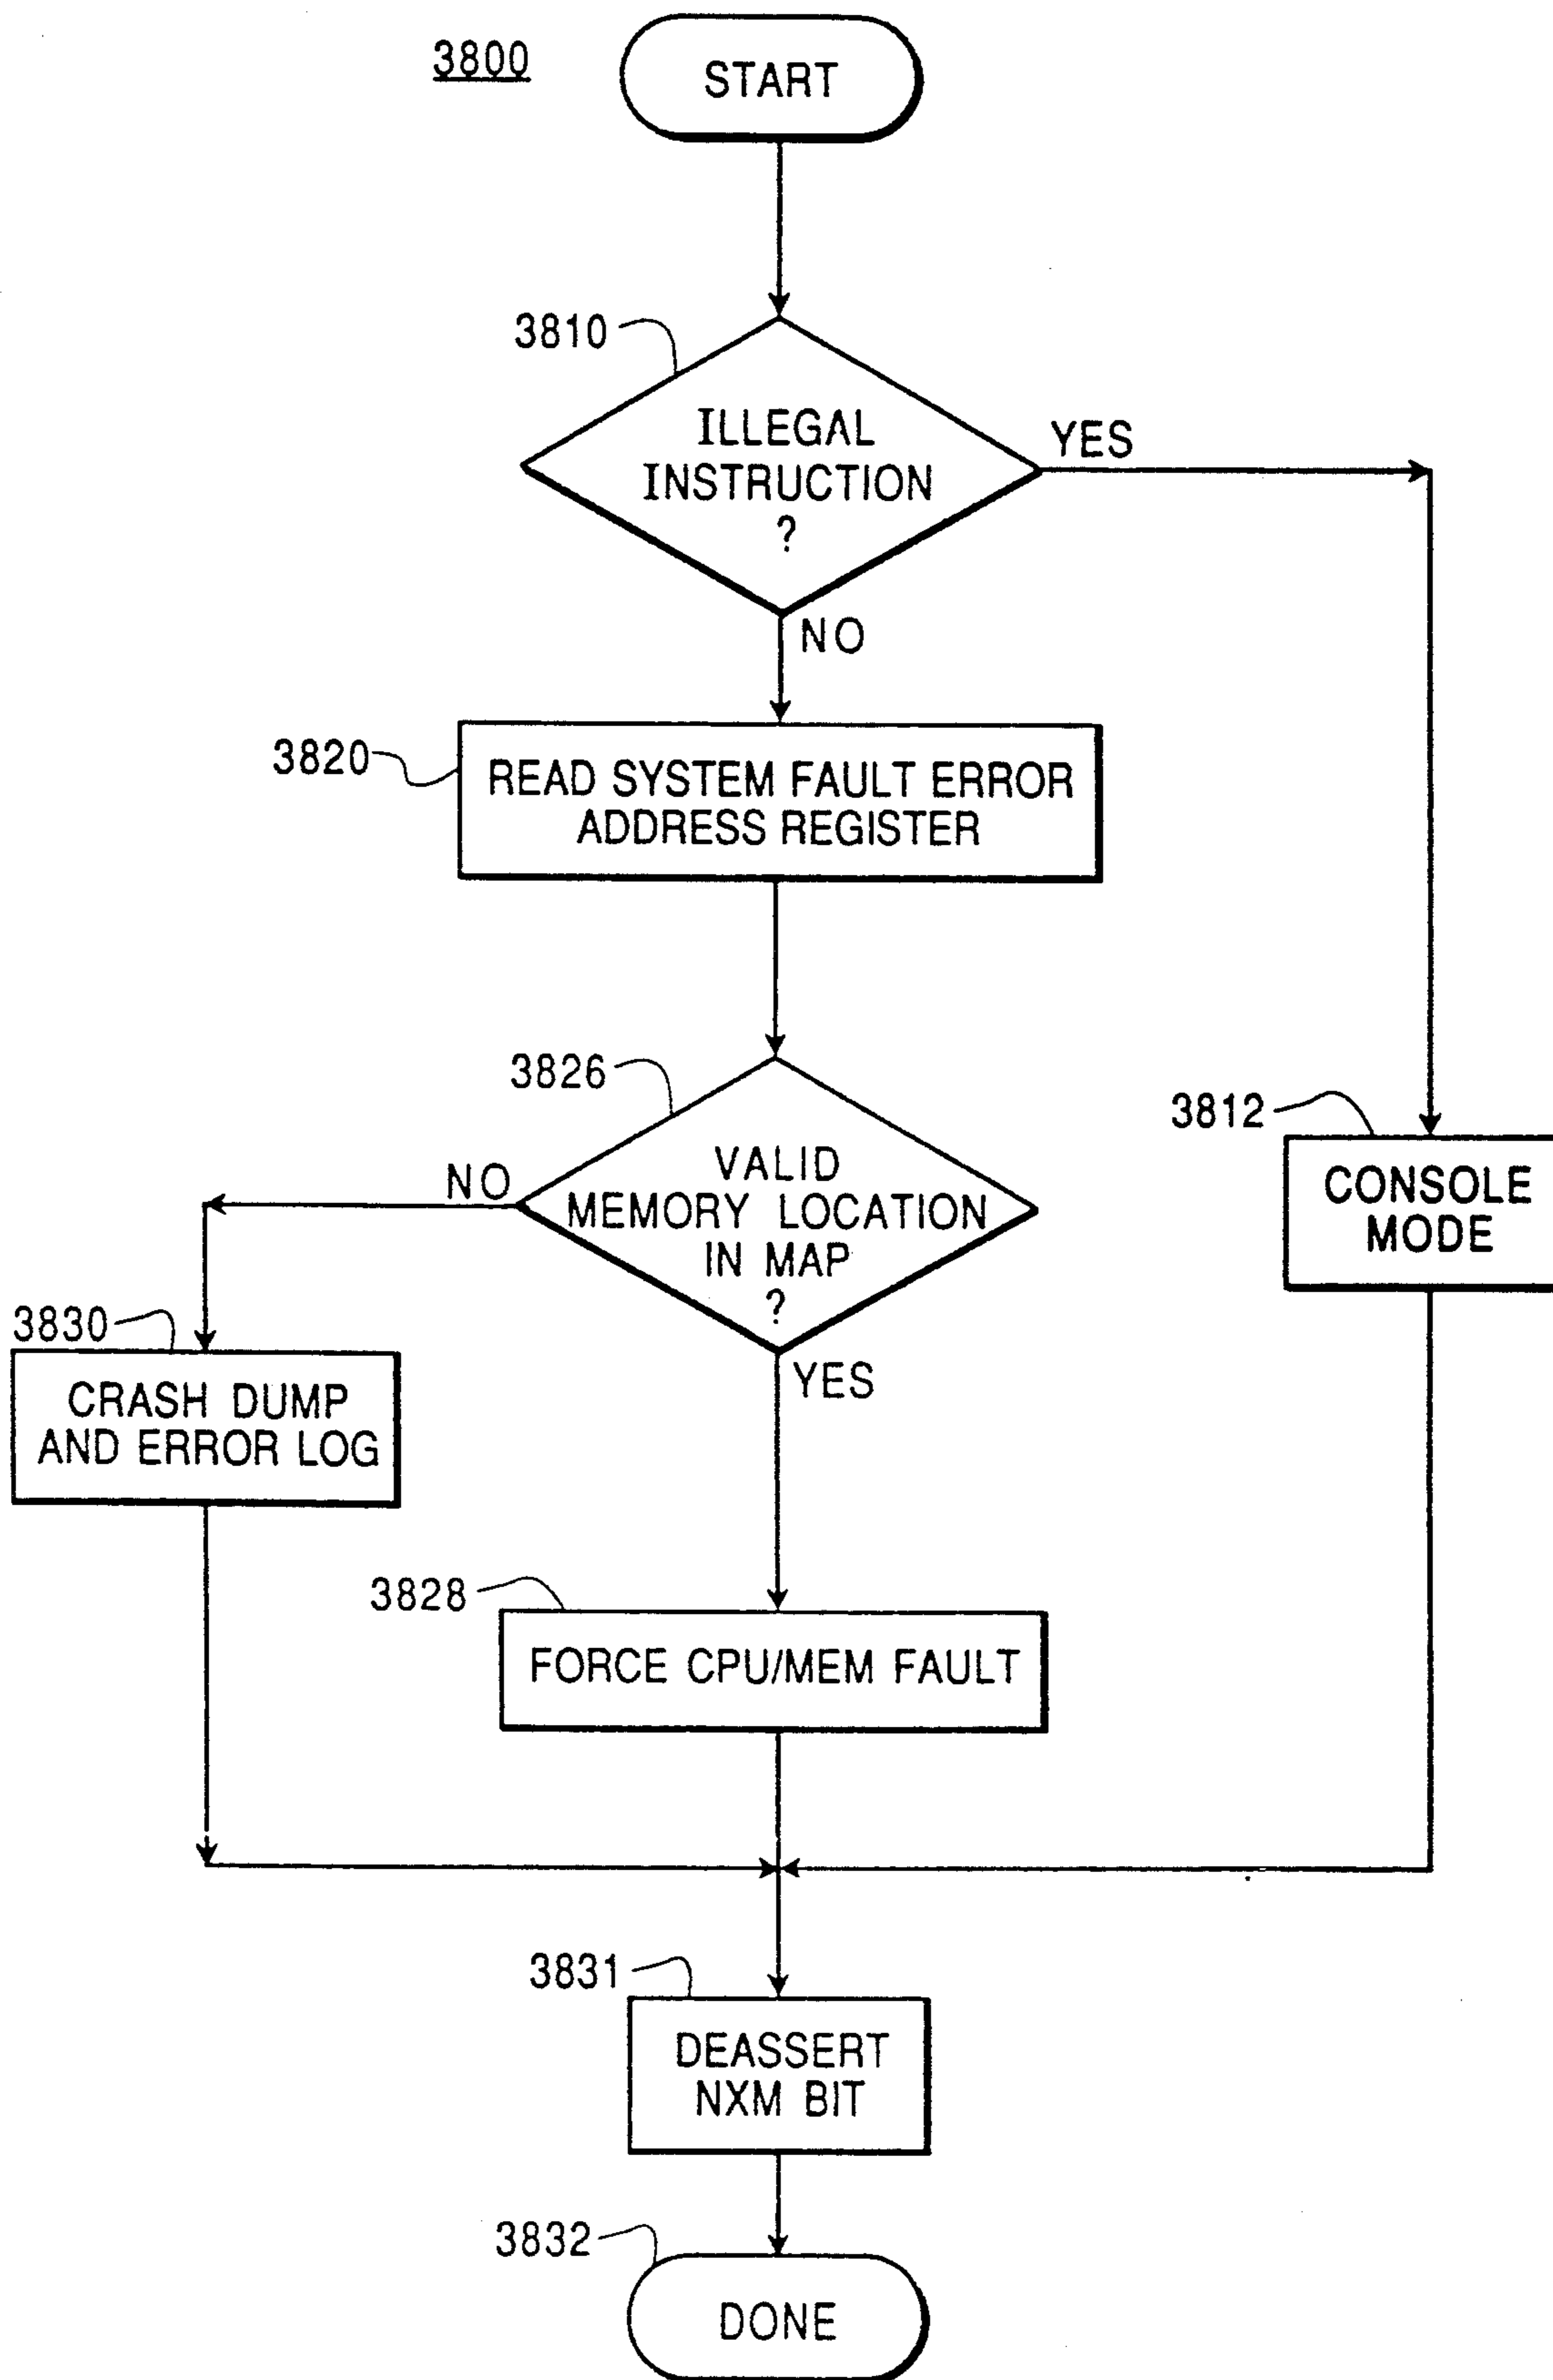 3800
START
3810
ILLEGAL
INSTRUCTION
?
YES
NO
3820
READ SYSTEM FAULT ERROR
ADDRESS REGISTER
3826
VALID
MEMORY LOCATION
IN MAP
?
NO
YES
3812
CONSOLE
MODE
3830
CRASH DUMP
AND ERROR LOG
3828
FORCE CPU/MEM FAULT
3831
DEASSERT
NXM BIT
3832
DONE